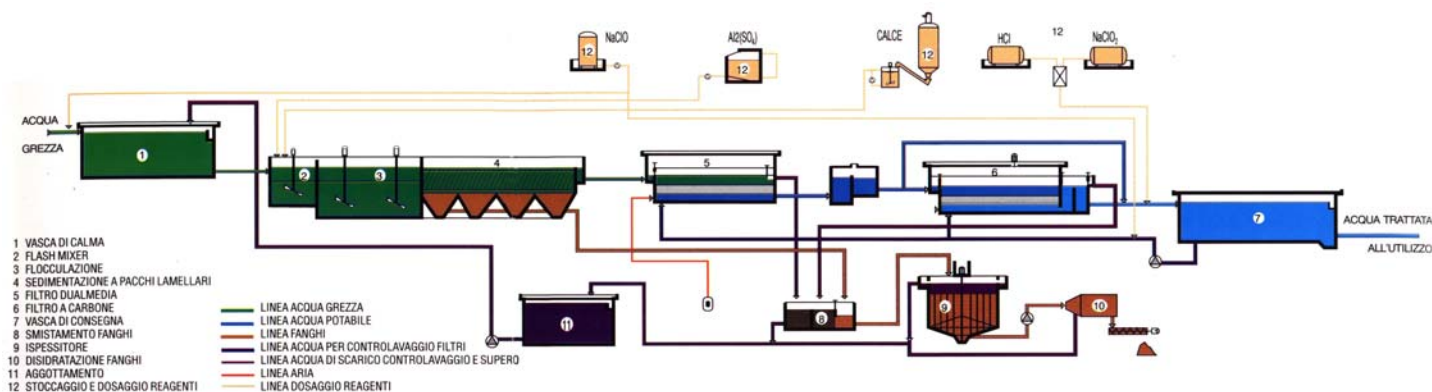 NaClO
12
Al2(SO₄)
12
CALCE
12
HCl
12
NaClO₂
ACQUA
GREZZA
1
2
3
4
5
6
7
ACQUA TRATTATA
ALL'UTILIZZO
8
9
10
11
1 VASCA DI CALMA
2 FLASH MIXER
3 FLOCCULAZIONE
4 SEDIMENTAZIONE A PACCHI LAMELLARI
5 FILTRO DUALMEDIA
6 FILTRO A CARBONE
7 VASCA DI CONSEGNA
8 SMISTAMENTO FANGHI
9 ISPESSITORE
10 DISIDRATAZIONE FANGHI
11 AGGOTTAMENTO
12 STOCCAGGIO E DOSAGGIO REAGENTI
LINEA ACQUA GREZZA
LINEA ACQUA POTABILE
LINEA FANGHI
LINEA ACQUA PER CONTROLAVAGGIO FILTRI
LINEA ACQUA DI SCARICO CONTROLAVAGGIO E SUPERO
LINEA ARIA
LINEA DOSAGGIO REAGENTI